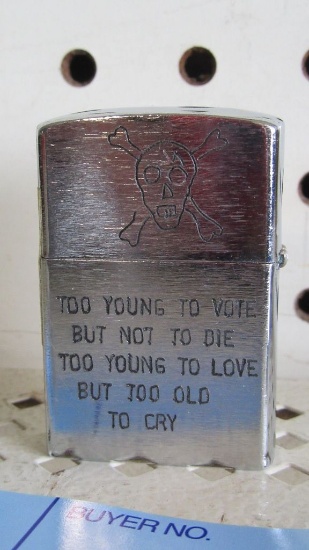 TOO YOUNG TO VOTE
BUT NOT TO DIE
TOO YOUNG TO LOVE
BUT TOO OLD
TO CRY
BUYER NO.